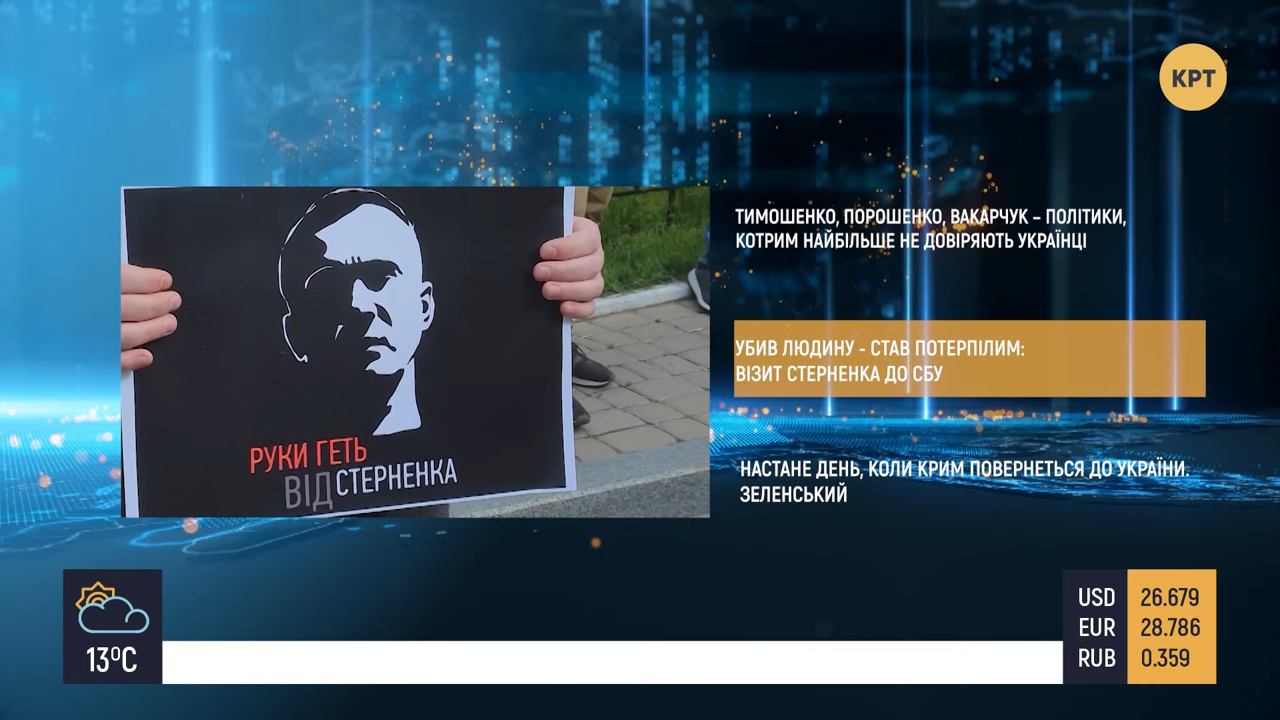 КРТ
ТИМОШЕНКО, ПОРОШЕНКО, ВАКАРЧУК – ПОЛІТИКИ,
КОТРИМ НАЙБІЛЬШЕ НЕ ДОВІРЯЮТЬ УКРАЇНЦІ
УБИВ ЛЮДИНУ - СТАВ ПОТЕРПІЛИМ:
ВІЗИТ СТЕРНЕНКА ДО СБУ
НАСТАНЕ ДЕНЬ, КОЛИ КРИМ ПОВЕРНЕТЬСЯ ДО УКРАЇНИ.
ЗЕЛЕНСЬКИЙ
РУКИ ГЕТЬ
ВІД СТЕРНЕНКА
13°C
USD 26.679
EUR 28.786
RUB 0.359